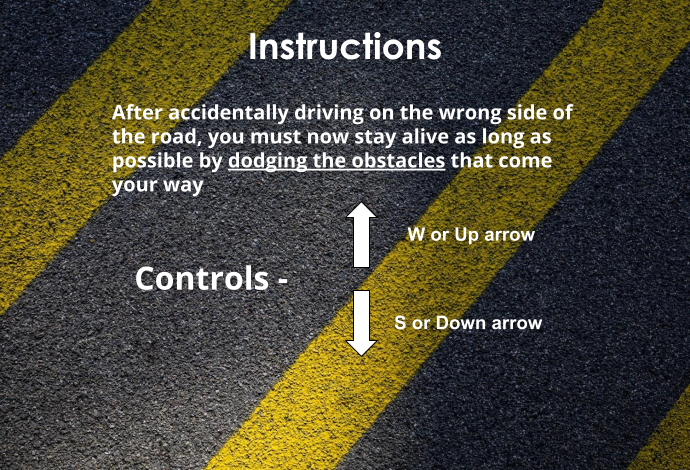 Instructions
After accidentally driving on the wrong side of
the road, you must now stay alive as long as
possible by dodging the obstacles that come
your way
W or Up arrow
Controls -
S or Down arrow